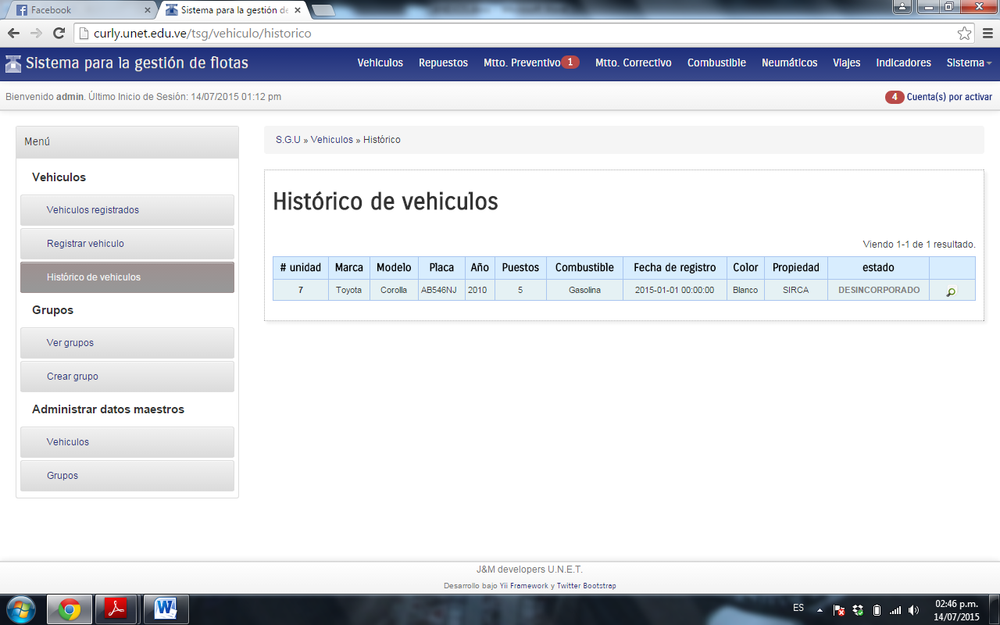 Facebook
Sistema para la gestión de
curly.unet.edu.ve/tsg/vehiculo/historico
Sistema para la gestión de flotas
Vehiculos Repuestos Mtto. Preventivo 1 Mtto. Correctivo Combustible Neumáticos Viajes Indicadores Sistema
Bienvenido admin. Último Inicio de Sesión: 14/07/2015 01:12 pm
4 Cuenta(s) por activar
Menú
Vehiculos
Vehiculos registrados
Registrar vehiculo
Histórico de vehiculos
Grupos
Ver grupos
Crear grupo
Administrar datos maestros
Vehiculos
Grupos
S.G.U » Vehiculos » Histórico
Histórico de vehiculos
Viendo 1-1 de 1 resultado.
# unidad Marca Modelo Placa Año Puestos Combustible Fecha de registro Color Propiedad estado
7 Toyota Corolla AB546NJ 2010 5 Gasolina 2015-01-01 00:00:00 Blanco SIRCA DESINCORPORADO
J&M developers U.N.E.T.
Desarrollo bajo Yii Framework y Twitter Bootstrap
ES
02:46 p.m.
14/07/2015